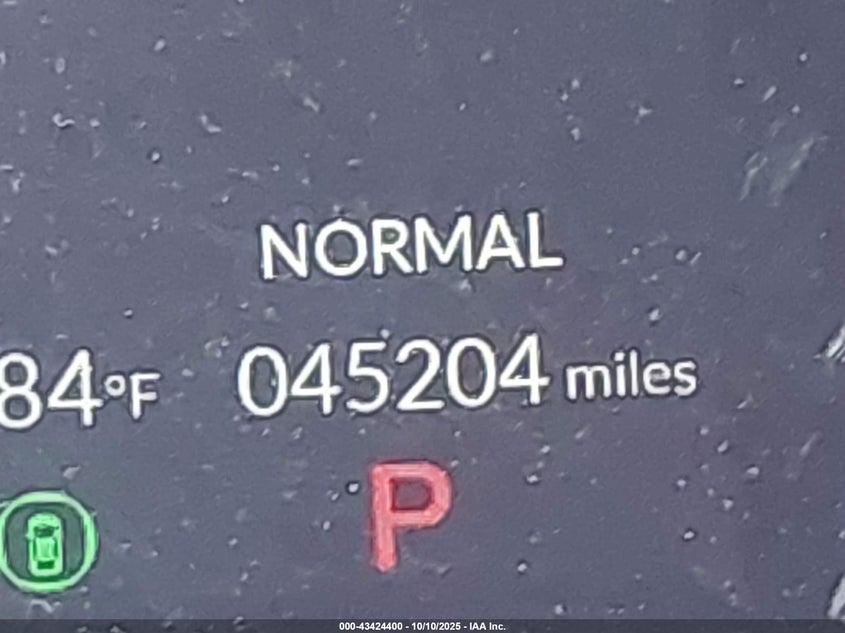 NORMAL
84°F 045204 miles
P
000-43424400 - 10/10/2025 - IAA Inc.